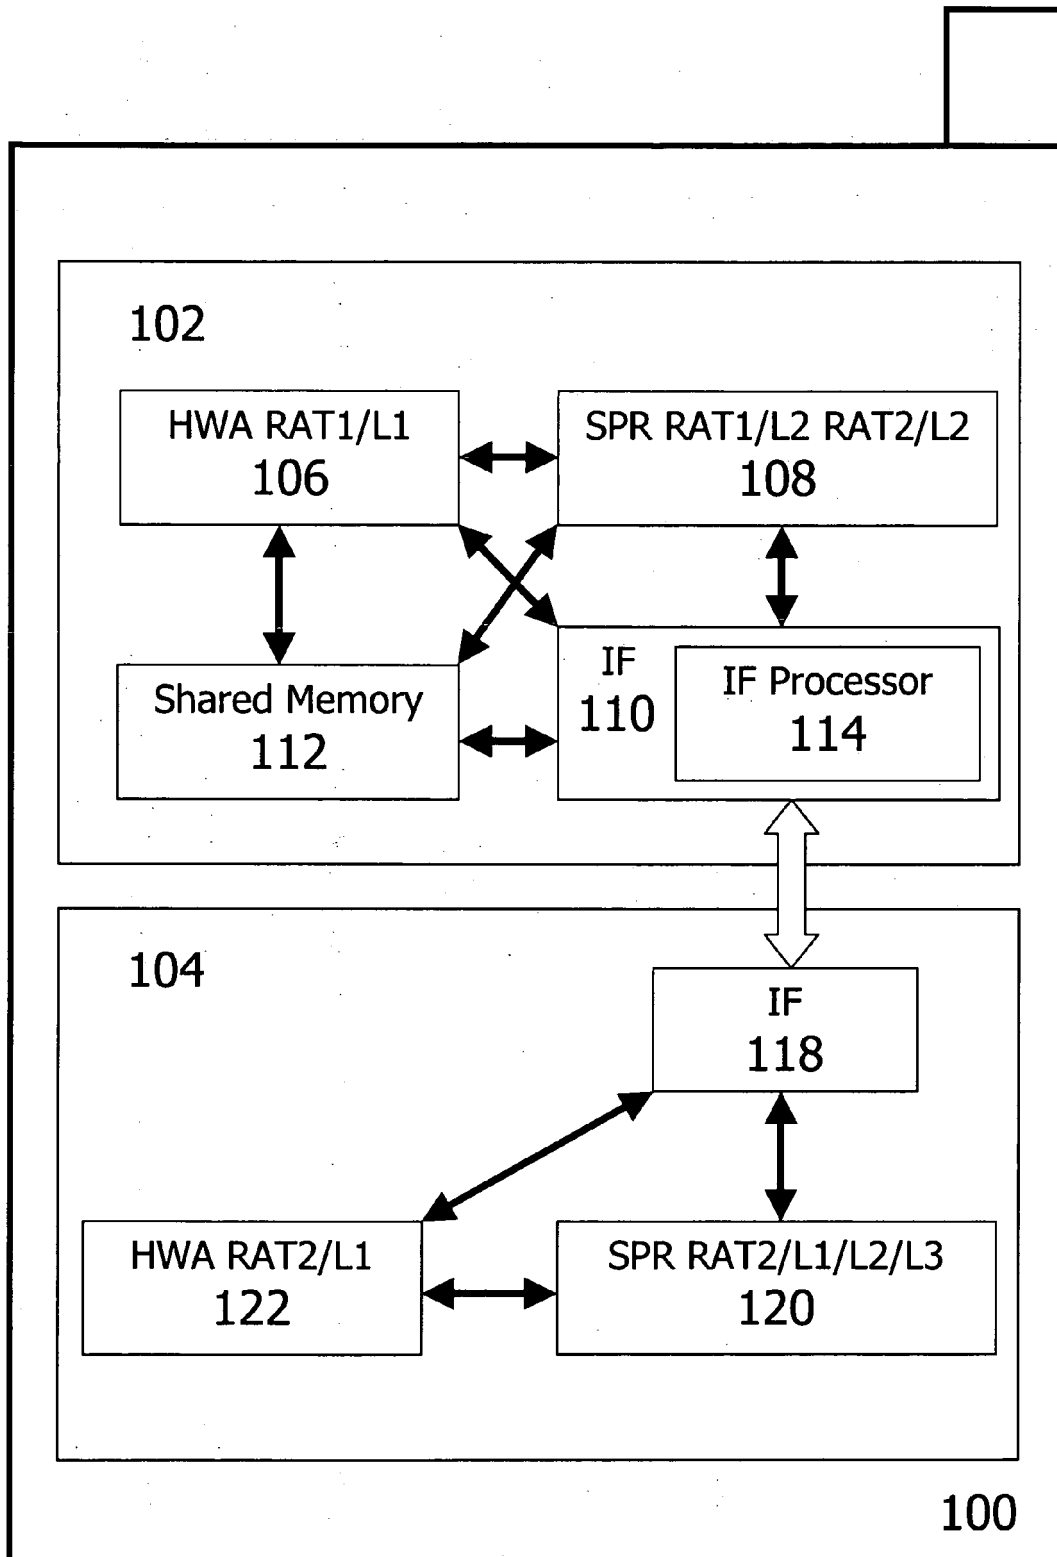 102
HWA RAT1/L1
106
SPR RAT1/L2 RAT2/L2
108
Shared Memory
112
IF
110
IF Processor
114
104
IF
118
HWA RAT2/L1
122
SPR RAT2/L1/L2/L3
120
100